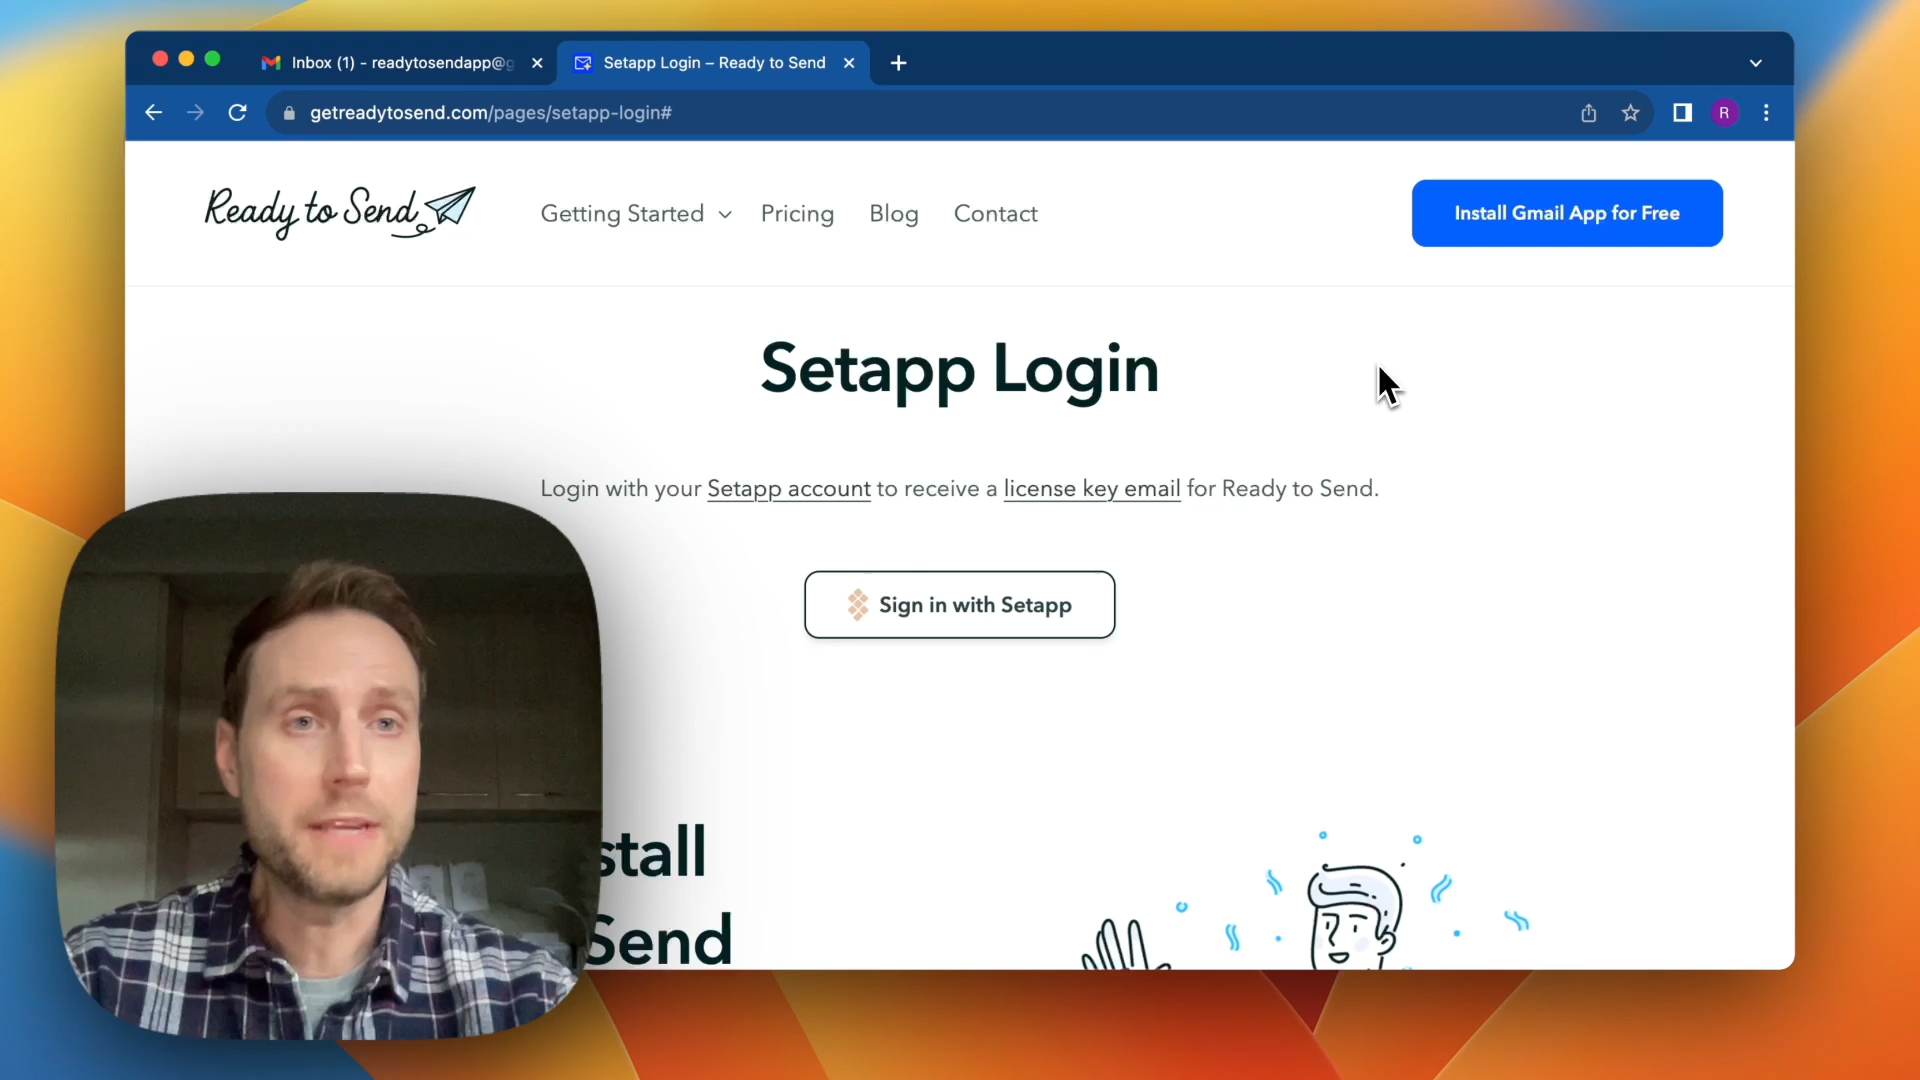 Inbox (1) - readytosendapp@g
Setapp Login – Ready to Send
getreadytosend.com/pages/setapp-login#
R
Ready to Send
Getting Started
Pricing
Blog
Contact
Install Gmail App for Free
Setapp Login
Login with your Setapp account to receive a license key email for Ready to Send.
Sign in with Setapp
stall
Send